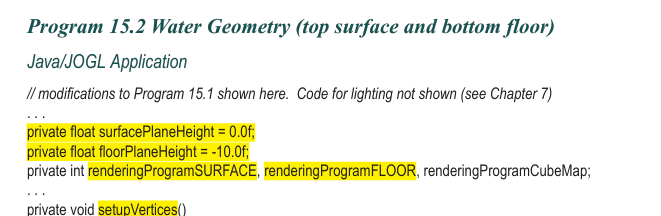 Program 15.2 Water Geometry (top surface and bottom floor)
Java/JOGL Application
// modifications to Program 15.1 shown here.  Code for lighting not shown (see Chapter 7)
. . .
private float surfacePlaneHeight = 0.0f;
private float floorPlaneHeight = -10.0f;
private int renderingProgramSURFACE, renderingProgramFLOOR, renderingProgramCubeMap;
. . .
private void setupVertices()